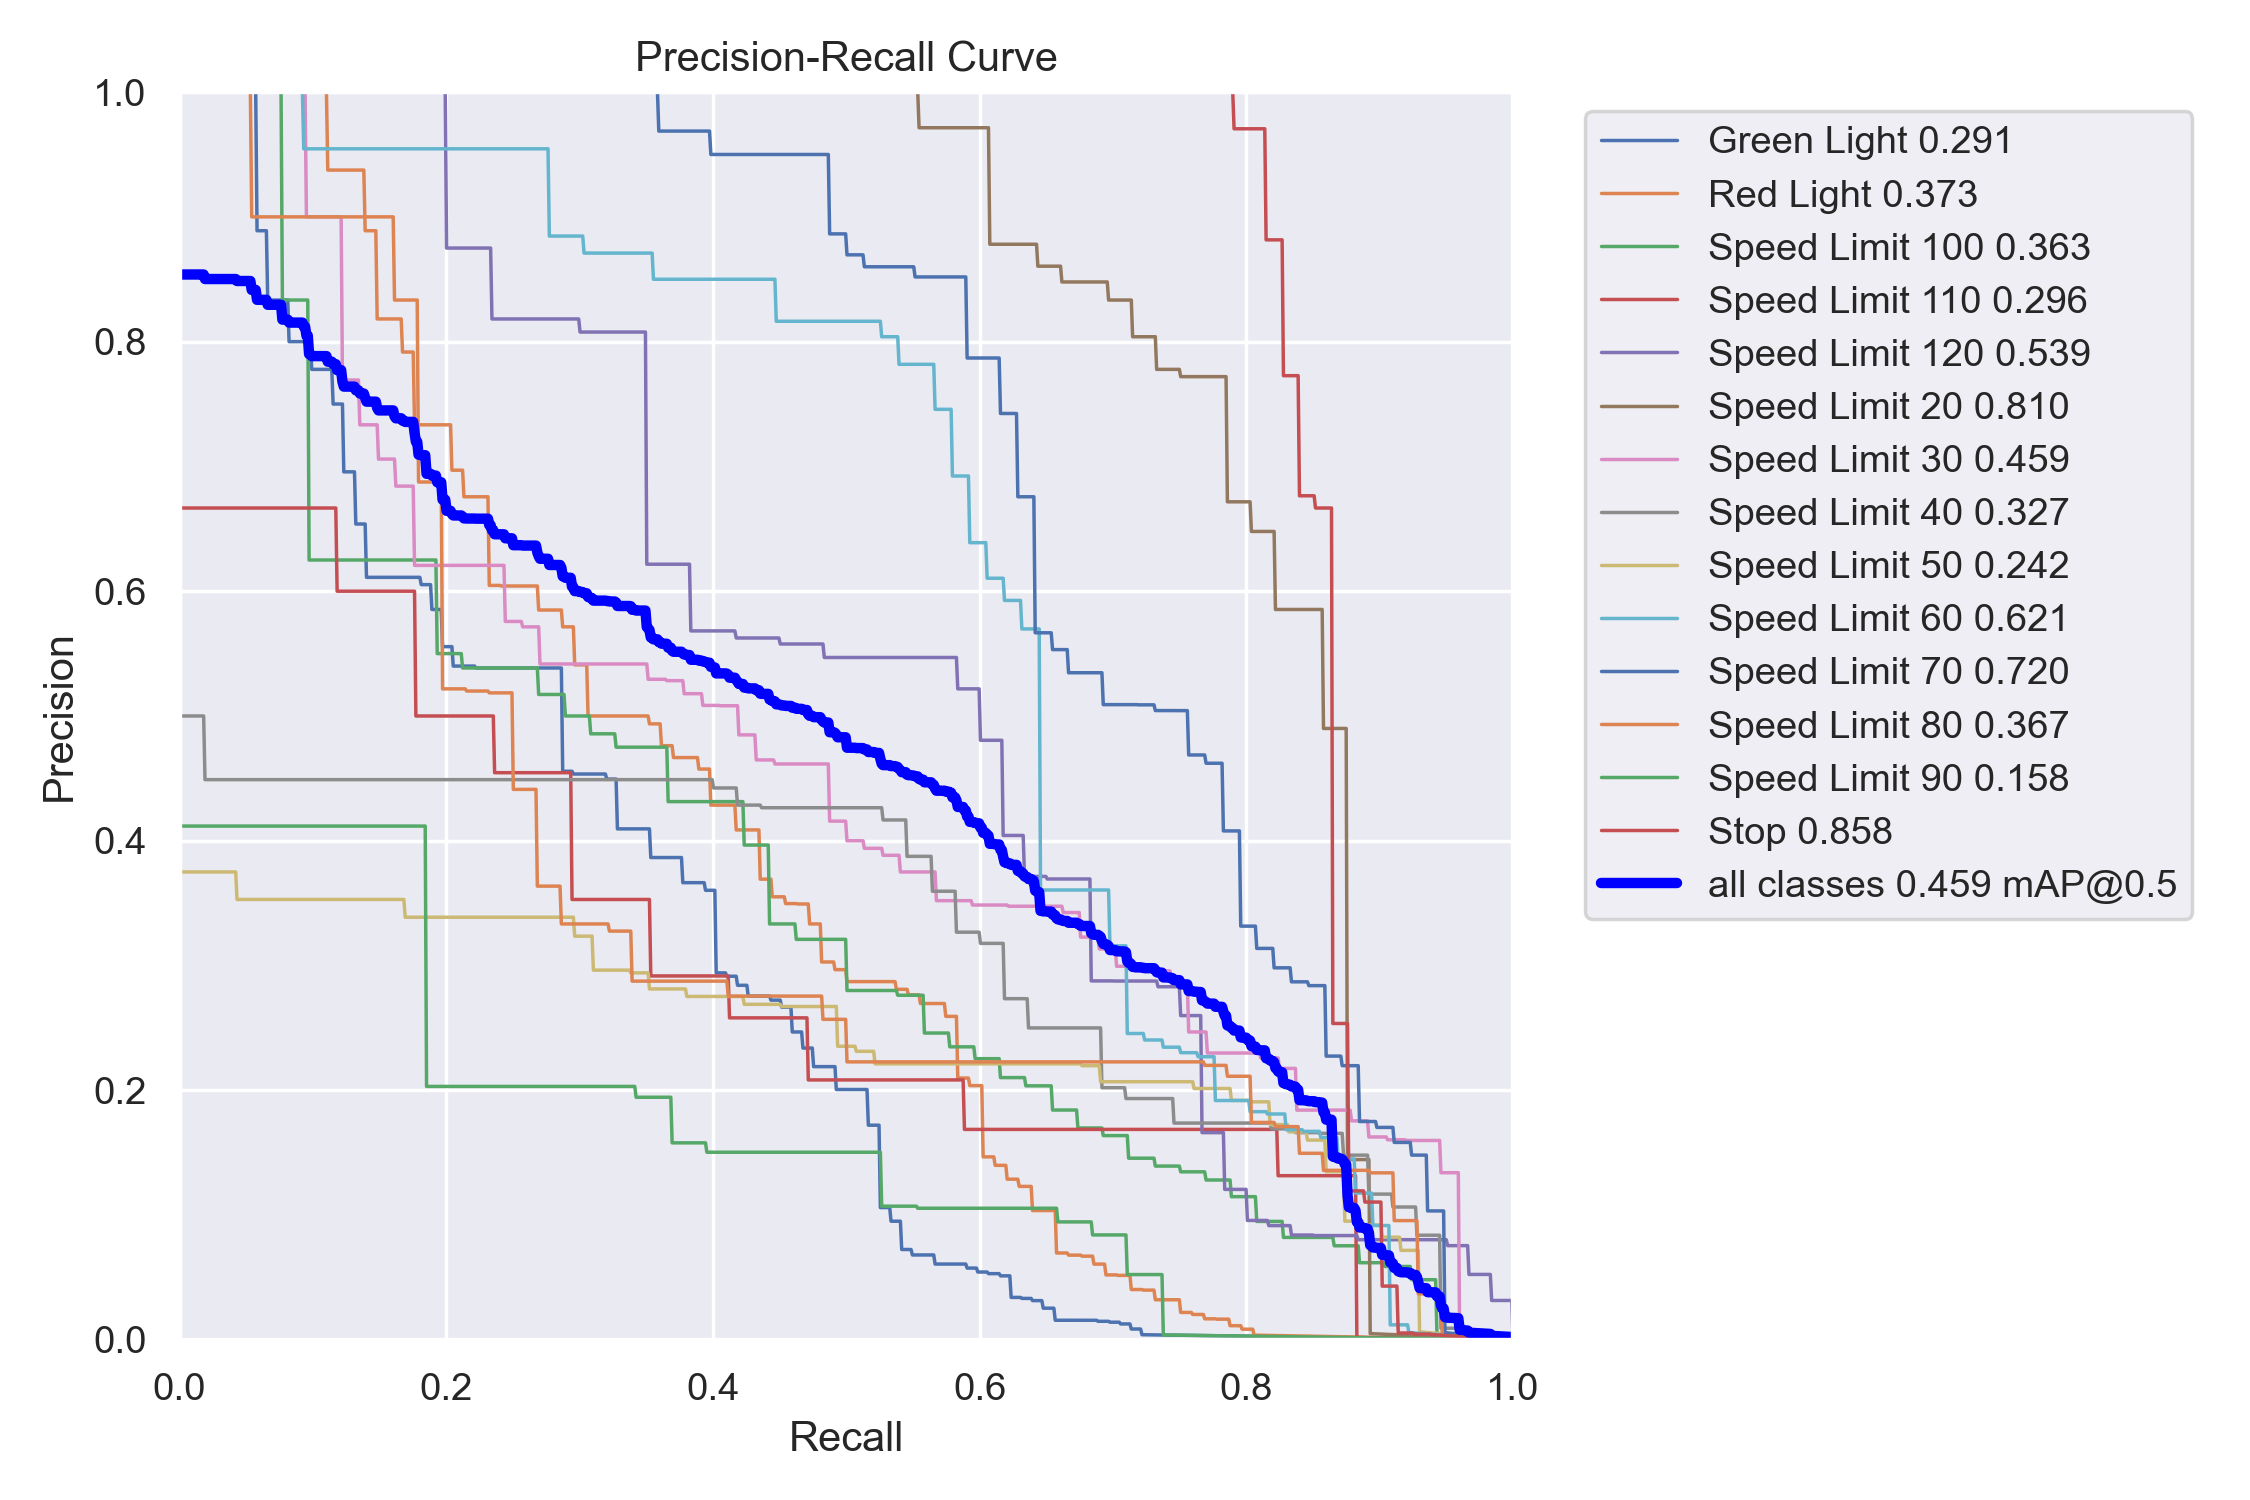 Precision-Recall Curve
1.0
0.8
0.6
0.4
0.2
0.0
Precision
0.0 0.2 0.4 0.6 0.8 1.0
Recall
Green Light 0.291
Red Light 0.373
Speed Limit 100 0.363
Speed Limit 110 0.296
Speed Limit 120 0.539
Speed Limit 20 0.810
Speed Limit 30 0.459
Speed Limit 40 0.327
Speed Limit 50 0.242
Speed Limit 60 0.621
Speed Limit 70 0.720
Speed Limit 80 0.367
Speed Limit 90 0.158
Stop 0.858
all classes 0.459 mAP@0.5